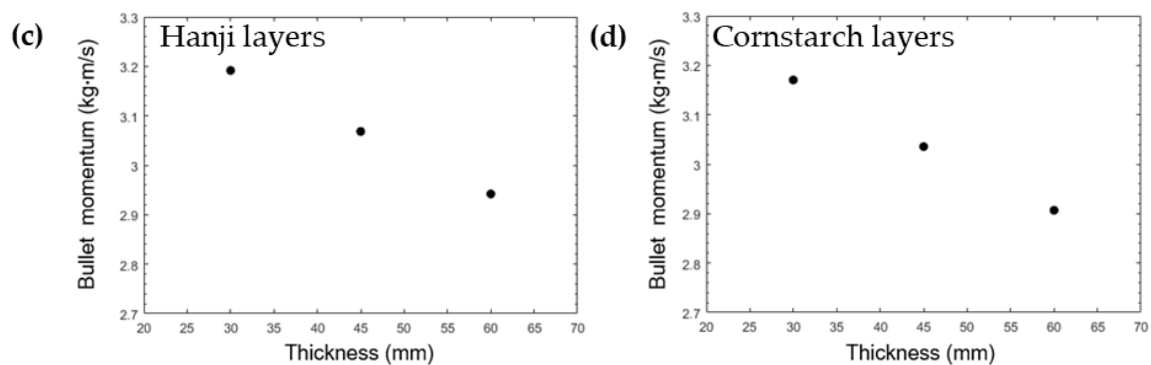 (c)
Hanji layers
3.3
3.2
3.1
3
2.9
2.8
2.7
Bullet momentum (kg·m/s)
20 25 30 35 40 45 50 55 60 65 70
Thickness (mm)
(d)
Cornstarch layers
3.3
3.2
3.1
3
2.9
2.8
2.7
Bullet momentum (kg·m/s)
20 25 30 35 40 45 50 55 60 65 70
Thickness (mm)